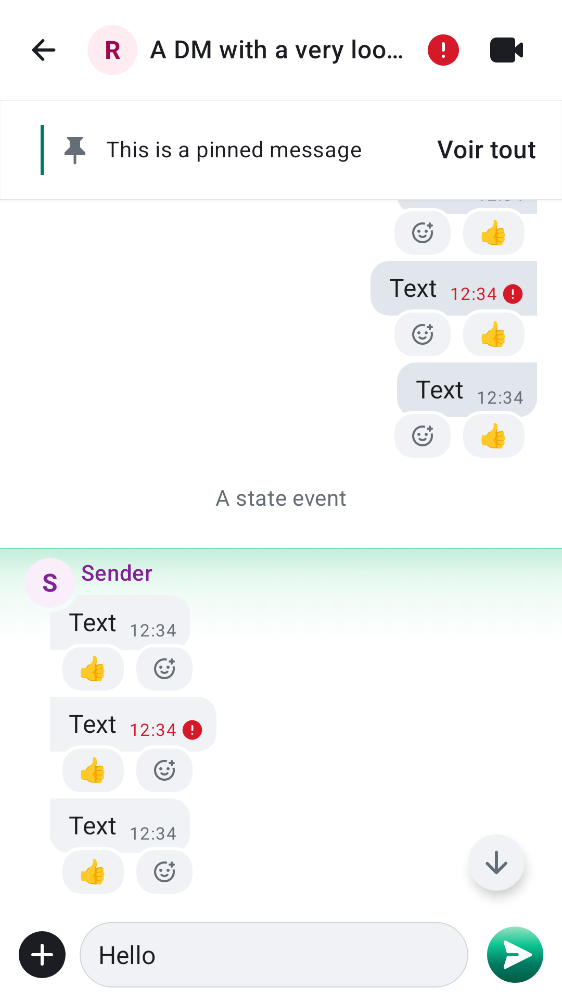 R
A DM with a very loo...
This is a pinned message
Voir tout
Text 12:34
Text 12:34
A state event
S
Sender
Text 12:34
Text 12:34
Text 12:34
Hello